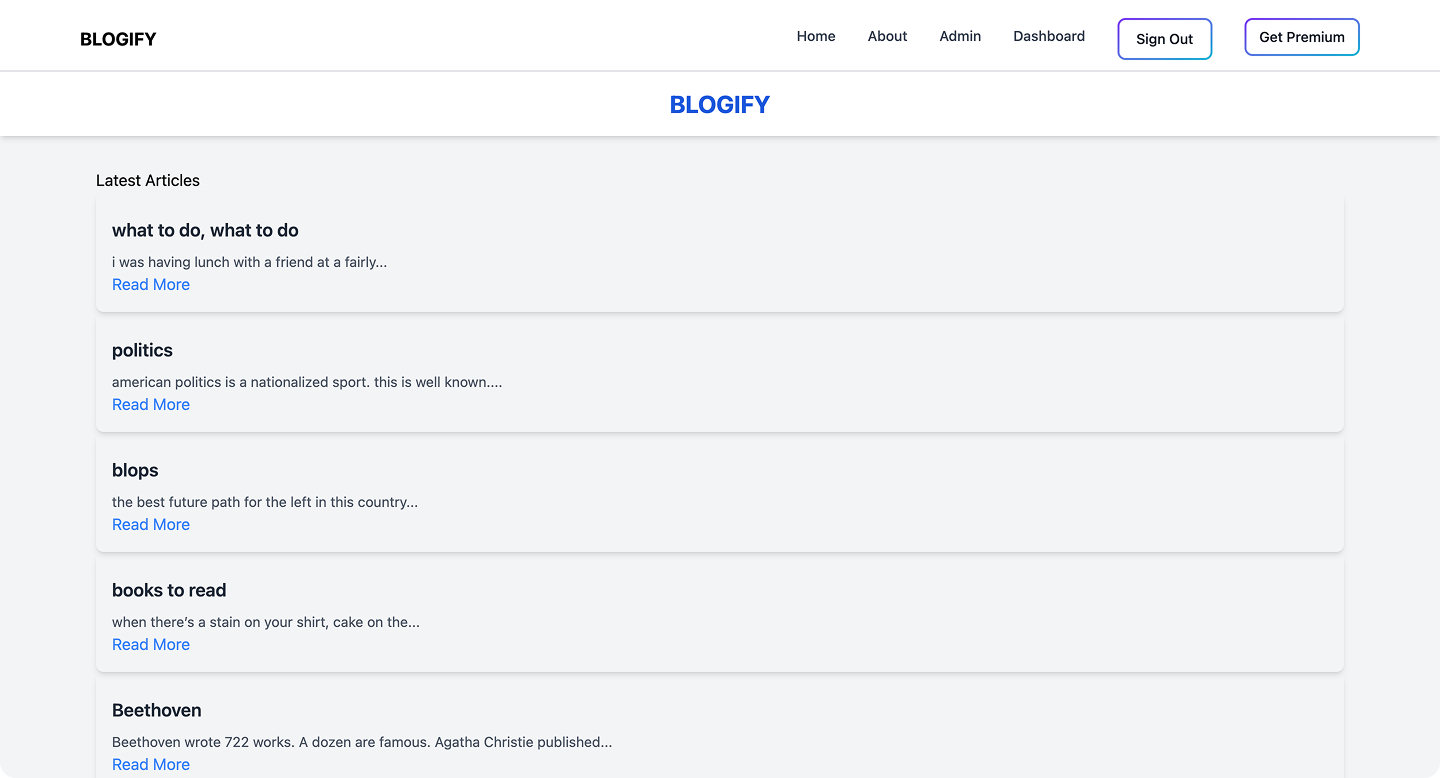 BLOGIFY
Home About Admin Dashboard Sign Out Get Premium
BLOGIFY
Latest Articles
what to do, what to do
i was having lunch with a friend at a fairly...
Read More
politics
american politics is a nationalized sport. this is well known....
Read More
blops
the best future path for the left in this country...
Read More
books to read
when there’s a stain on your shirt, cake on the...
Read More
Beethoven
Beethoven wrote 722 works. A dozen are famous. Agatha Christie published...
Read More